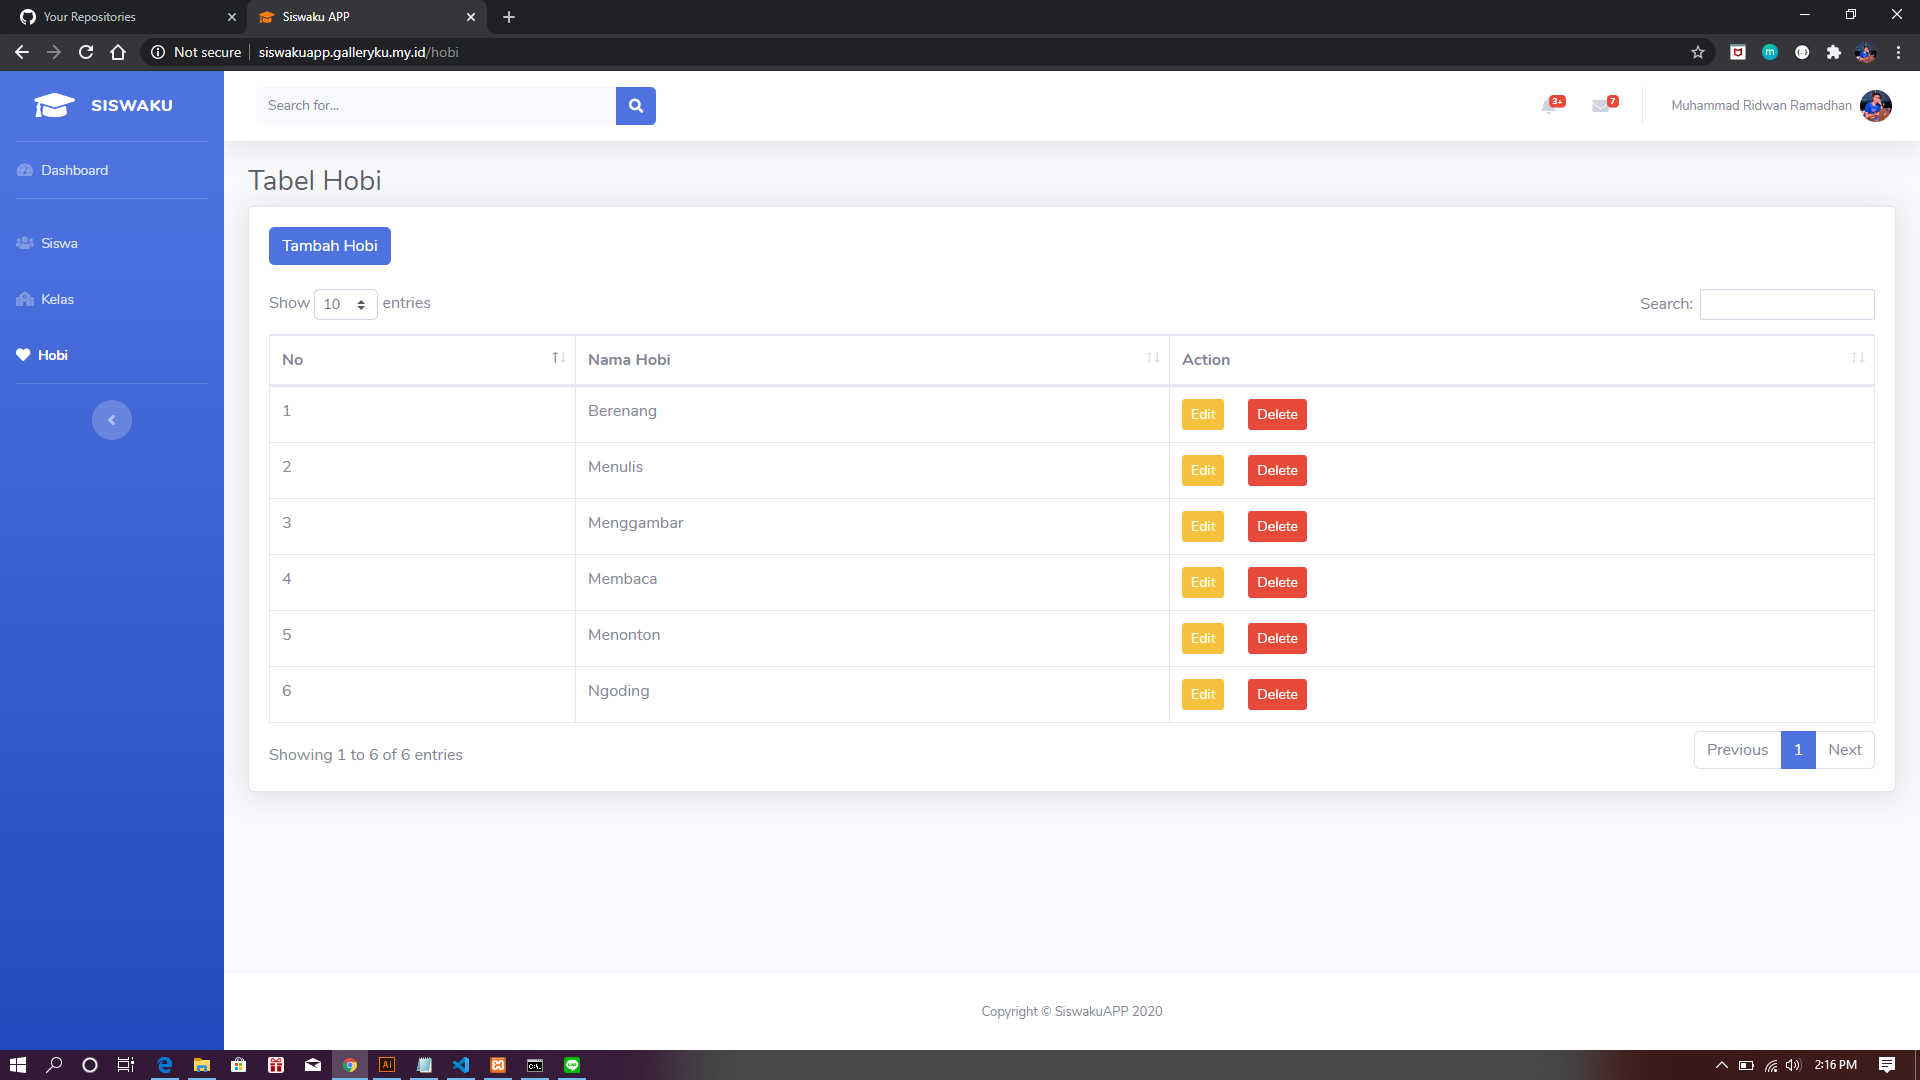 Your Repositories
Siswaku APP
Not secure siswakuapp.galleryku.my.id/hobi
SISWAKU
Search for...
3+
7
Muhammad Ridwan Ramadhan
Dashboard
Siswa
Kelas
Hobi
Tabel Hobi
Tambah Hobi
Show 10 entries
Search:
No Nama Hobi Action
1 Berenang Edit Delete
2 Menulis Edit Delete
3 Menggambar Edit Delete
4 Membaca Edit Delete
5 Menonton Edit Delete
6 Ngoding Edit Delete
Showing 1 to 6 of 6 entries
Previous 1 Next
Copyright © SiswakuAPP 2020
Ai
2:16 PM